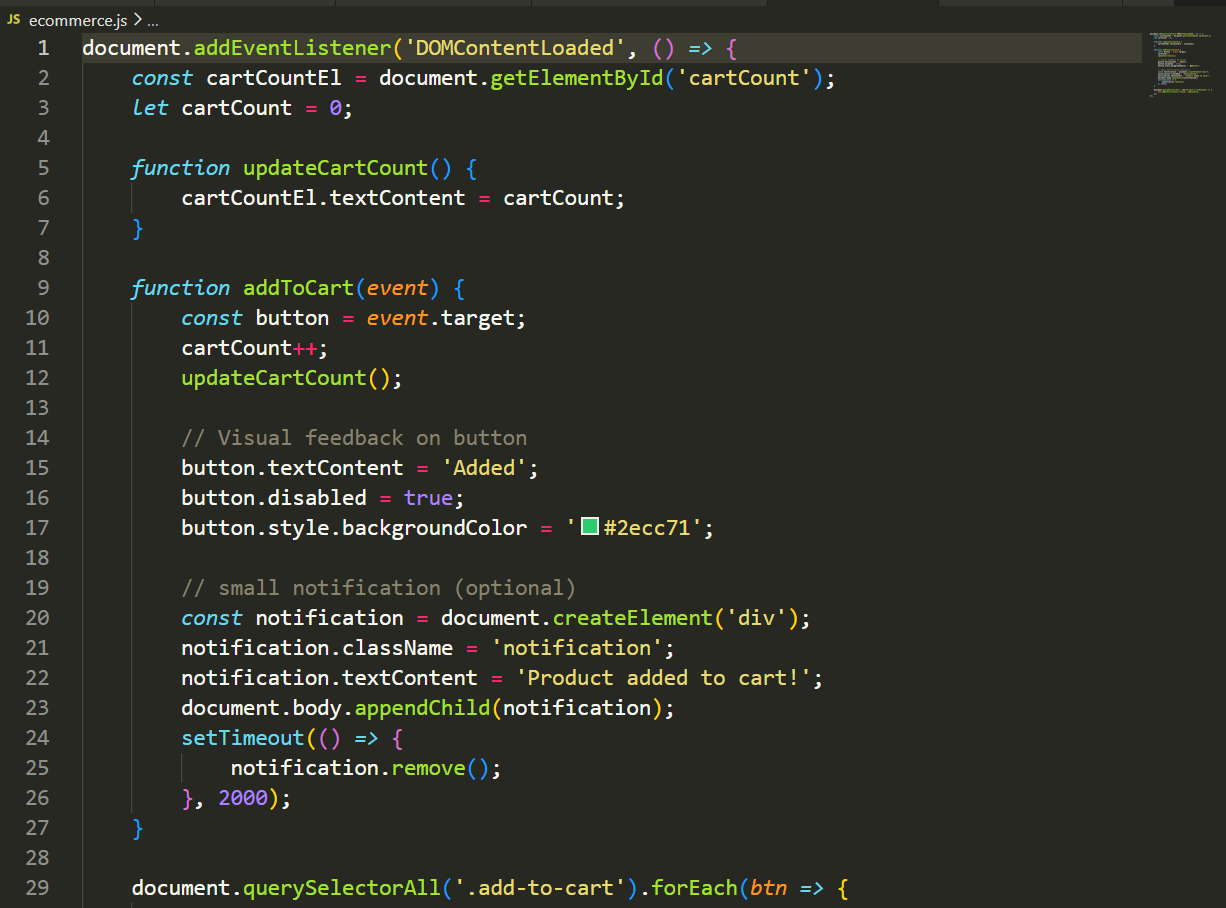 JS ecommerce.js > ...
1 document.addEventListener('DOMContentLoaded', () => {
2 const cartCountEl = document.getElementById('cartCount');
3 let cartCount = 0;
4
5 function updateCartCount() {
6 cartCountEl.textContent = cartCount;
7 }
8
9 function addToCart(event) {
10 const button = event.target;
11 cartCount++;
12 updateCartCount();
13
14 // Visual feedback on button
15 button.textContent = 'Added';
16 button.disabled = true;
17 button.style.backgroundColor = '#2ecc71';
18
19 // small notification (optional)
20 const notification = document.createElement('div');
21 notification.className = 'notification';
22 notification.textContent = 'Product added to cart!';
23 document.body.appendChild(notification);
24 setTimeout(() => {
25 notification.remove();
26 }, 2000);
27 }
28
29 document.querySelectorAll('.add-to-cart').forEach(btn => {